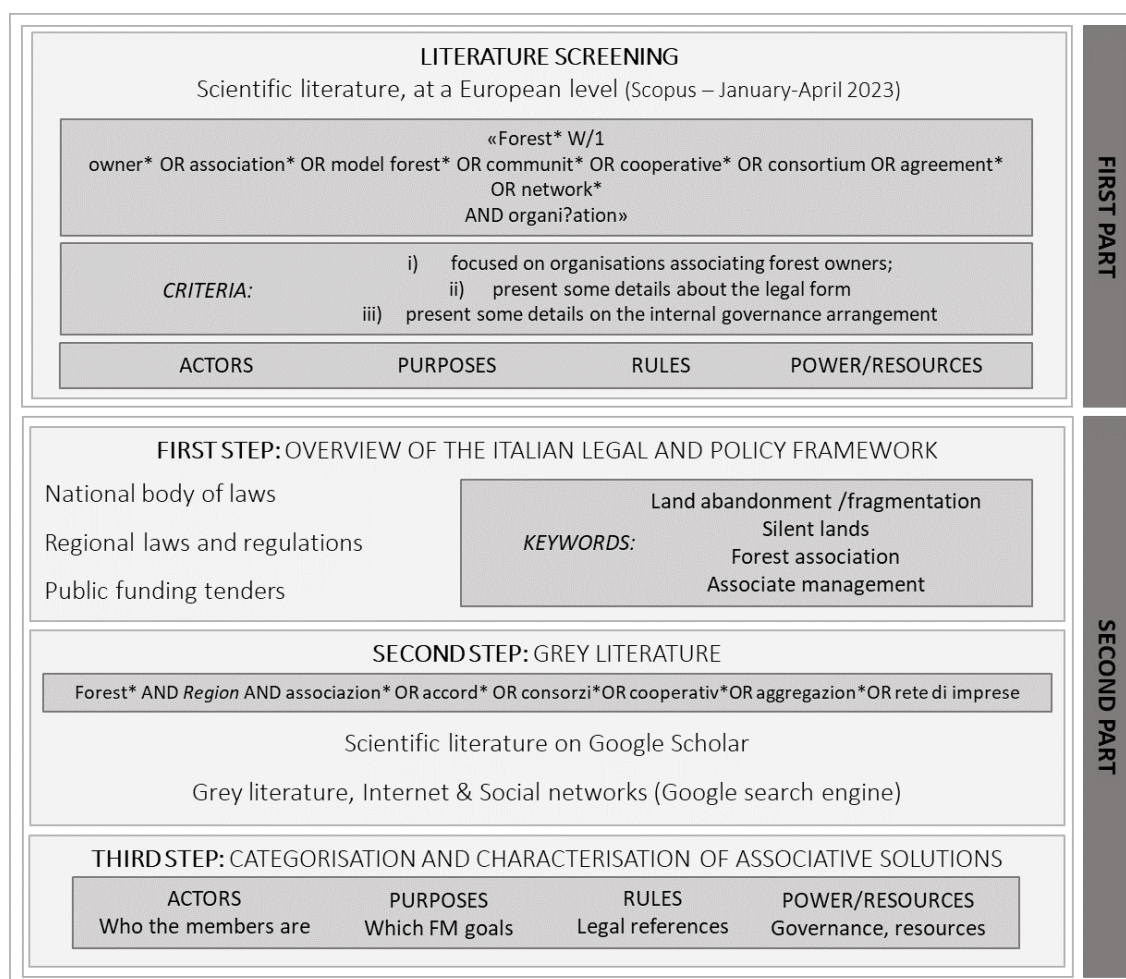 LITERATURE SCREENING
Scientific literature, at a European level (Scopus – January-April 2023)
«Forest* W/1
owner* OR association* OR model forest* OR communit* OR cooperative* OR consortium OR agreement*
OR network*
AND organi?ation»
CRITERIA:
i) focused on organisations associating forest owners;
ii) present some details about the legal form
iii) present some details on the internal governance arrangement
ACTORS PURPOSES RULES POWER/RESOURCES
FIRST PART
FIRST STEP: OVERVIEW OF THE ITALIAN LEGAL AND POLICY FRAMEWORK
National body of laws
Regional laws and regulations
Public funding tenders
KEYWORDS:
Land abandonment /fragmentation
Silent lands
Forest association
Associate management
SECOND STEP: GREY LITERATURE
Forest* AND Region AND associazion* OR accord* OR consorzi*OR cooperativ*OR aggregazion*OR rete di imprese
Scientific literature on Google Scholar
Grey literature, Internet & Social networks (Google search engine)
THIRD STEP: CATEGORISATION AND CHARACTERISATION OF ASSOCIATIVE SOLUTIONS
ACTORS PURPOSES RULES POWER/RESOURCES
Who the members are Which FM goals Legal references Governance, resources
SECOND PART